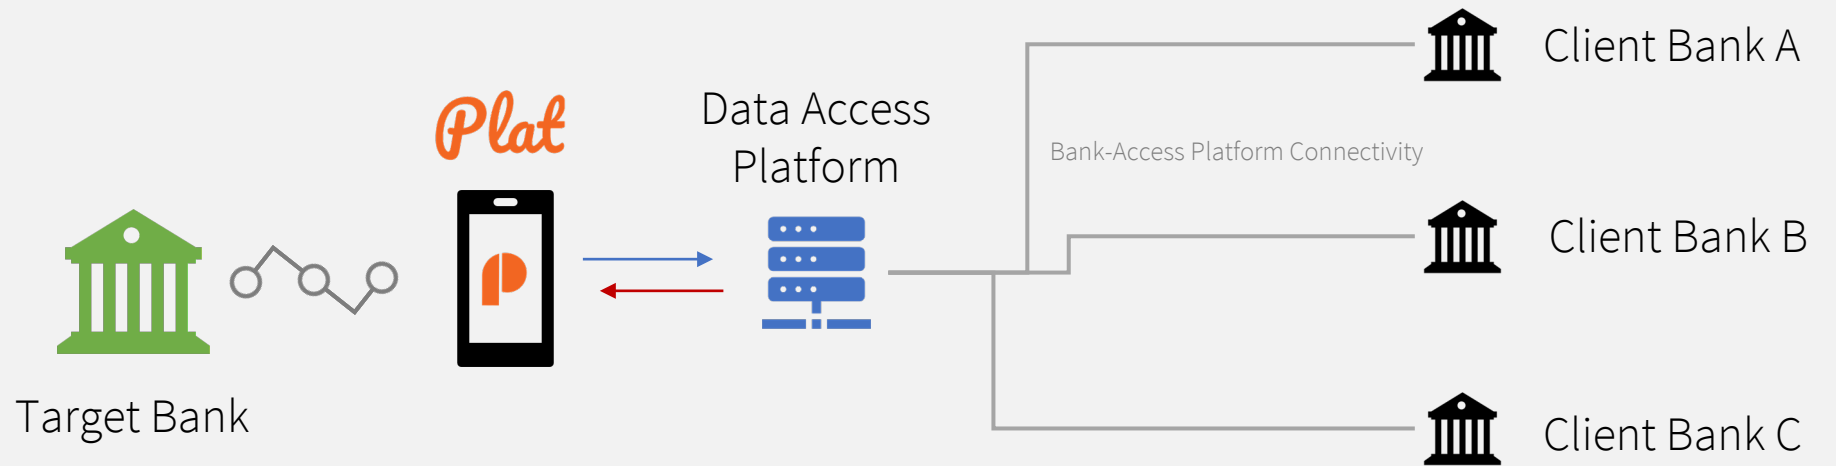 Client Bank A
Plat
Data Access
Platform
Bank-Access Platform Connectivity
Client Bank B
Target Bank
Client Bank C